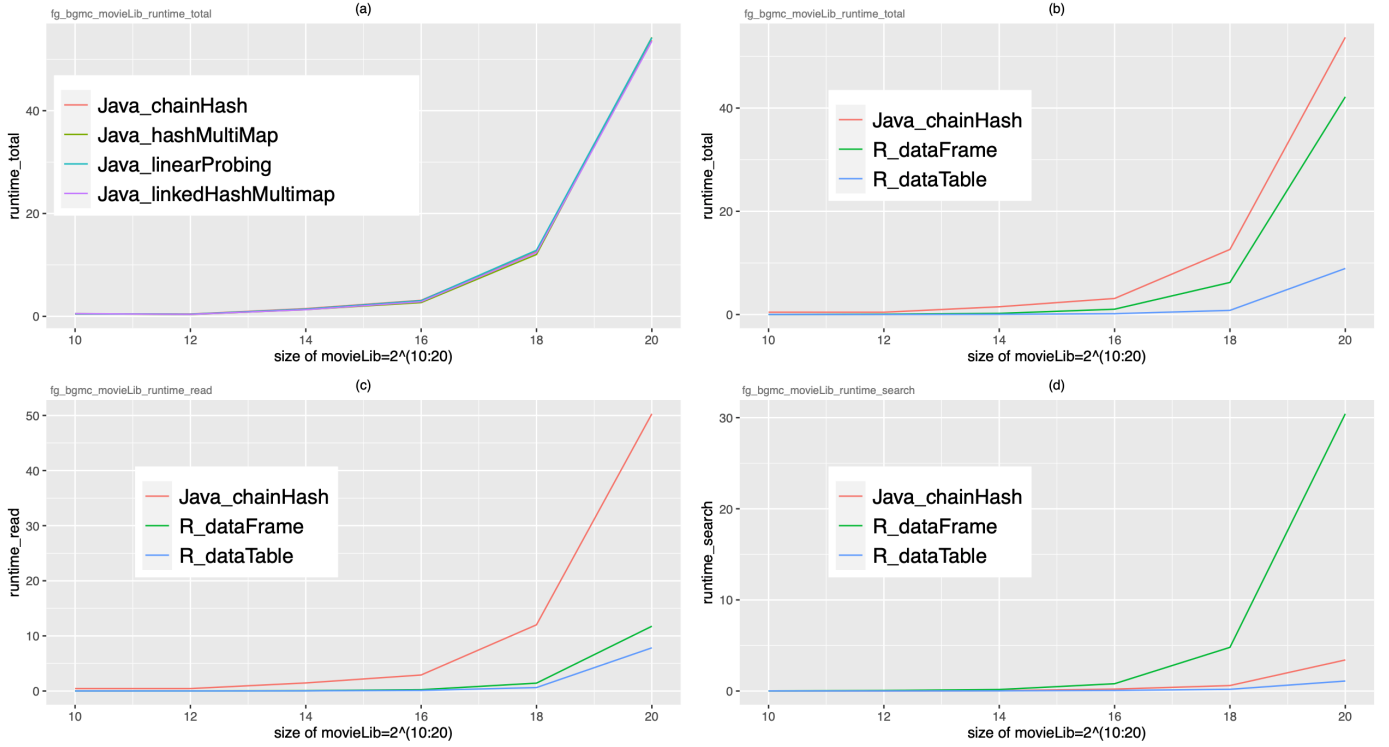 fg_bgmc_movieLib_runtime_total
(a)
runtime_total
40
20
0
Java_chainHash
Java_hashMultiMap
Java_linearProbing
Java_linkedHashMultimap
10 12 14 16 18 20
size of movieLib=2^(10:20)
fg_bgmc_movieLib_runtime_total
(b)
runtime_total
40
20
0
Java_chainHash
R_dataFrame
R_dataTable
10 12 14 16 18 20
size of movieLib=2^(10:20)
fg_bgmc_movieLib_runtime_read
(c)
runtime_read
50
40
30
20
10
0
Java_chainHash
R_dataFrame
R_dataTable
10 12 14 16 18 20
size of movieLib=2^(10:20)
fg_bgmc_movieLib_runtime_search
(d)
runtime_search
30
20
10
0
Java_chainHash
R_dataFrame
R_dataTable
10 12 14 16 18 20
size of movieLib=2^(10:20)